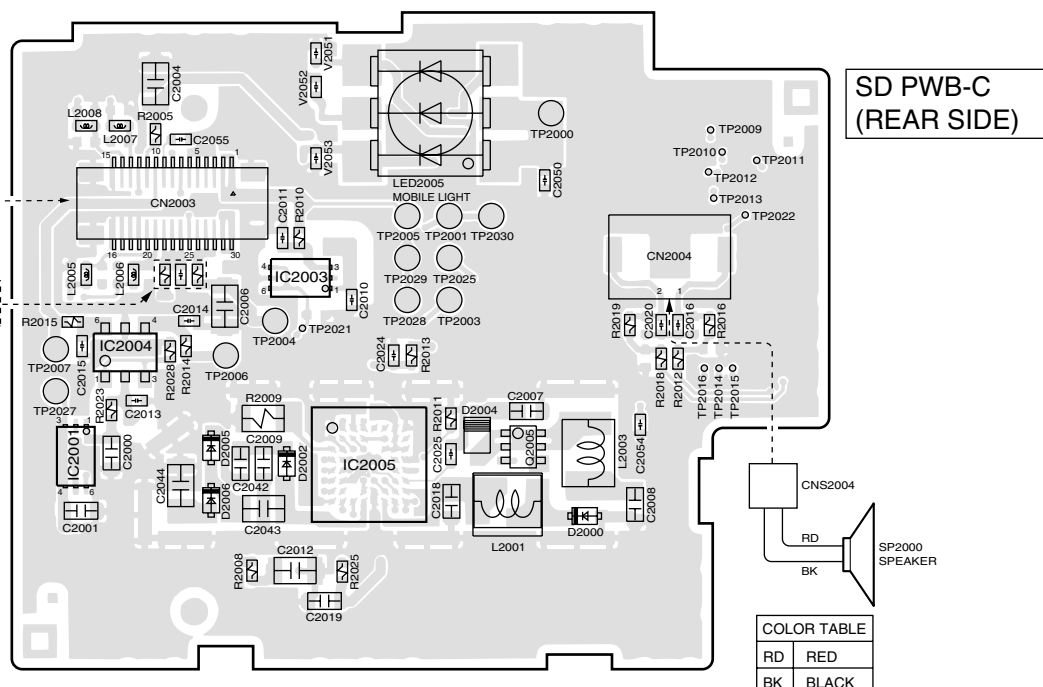 SD PWB-C
(REAR SIDE)
V2051
V2052
V2053
C2004
R2005
L2008
L2007
C2055
15
10
5
1
CN2003
16
20
25
30
LED2005
MOBILE LIGHT
TP2000
C2050
TP2009
TP2010
TP2011
TP2012
TP2013
TP2022
C2011
R2010
TP2005
TP2001
TP2030
TP2029
TP2025
TP2028
TP2003
4
3
IC2003
6
1
C2010
L2005
L2006
C2006
C2014
TP2004
TP2021
CN2004
2
1
R2019
C2020
C2016
R2016
R2015
6
4
IC2004
1
3
TP2007
C2015
R2028
R2014
TP2006
C2024
R2013
R2018
R2012
TP2016
TP2014
TP2015
TP2027
R2023
C2013
3
1
IC2001
4
6
C2000
C2001
R2009
C2009
D2005
D2002
C2042
D2006
C2044
C2043
IC2005
R2011
D2004
C2007
C2025
Q2005
L2003
C2054
C2018
L2001
D2000
C2008
R2008
C2012
R2025
C2019
CNS2004
RD
BK
SP2000
SPEAKER
COLOR TABLE
RD RED
BK BLACK